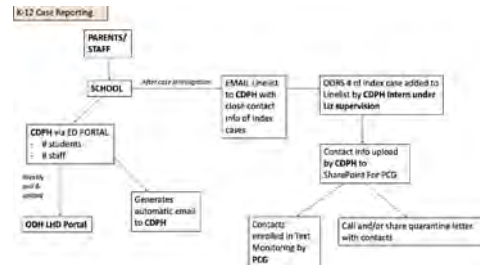 K-12 Case Reporting
PARENTS/
STAFF
SCHOOL
After case investigation
EMAIL Linelist
to CDPH with
close contact
info of index
cases
ODRS # of index case added to
Linelist by CDPH Intern under
Liz supervision
CDPH via ED PORTAL
- # students
- # staff
Contact info upload
by CDPH to
SharePoint For PCG
Weekly
pull &
upload
ODH LHD Portal
Generates
automatic email
to CDPH
Contacts
enrolled in Text
Monitoring by
PCG
Call and/or share quarantine letter
with contacts